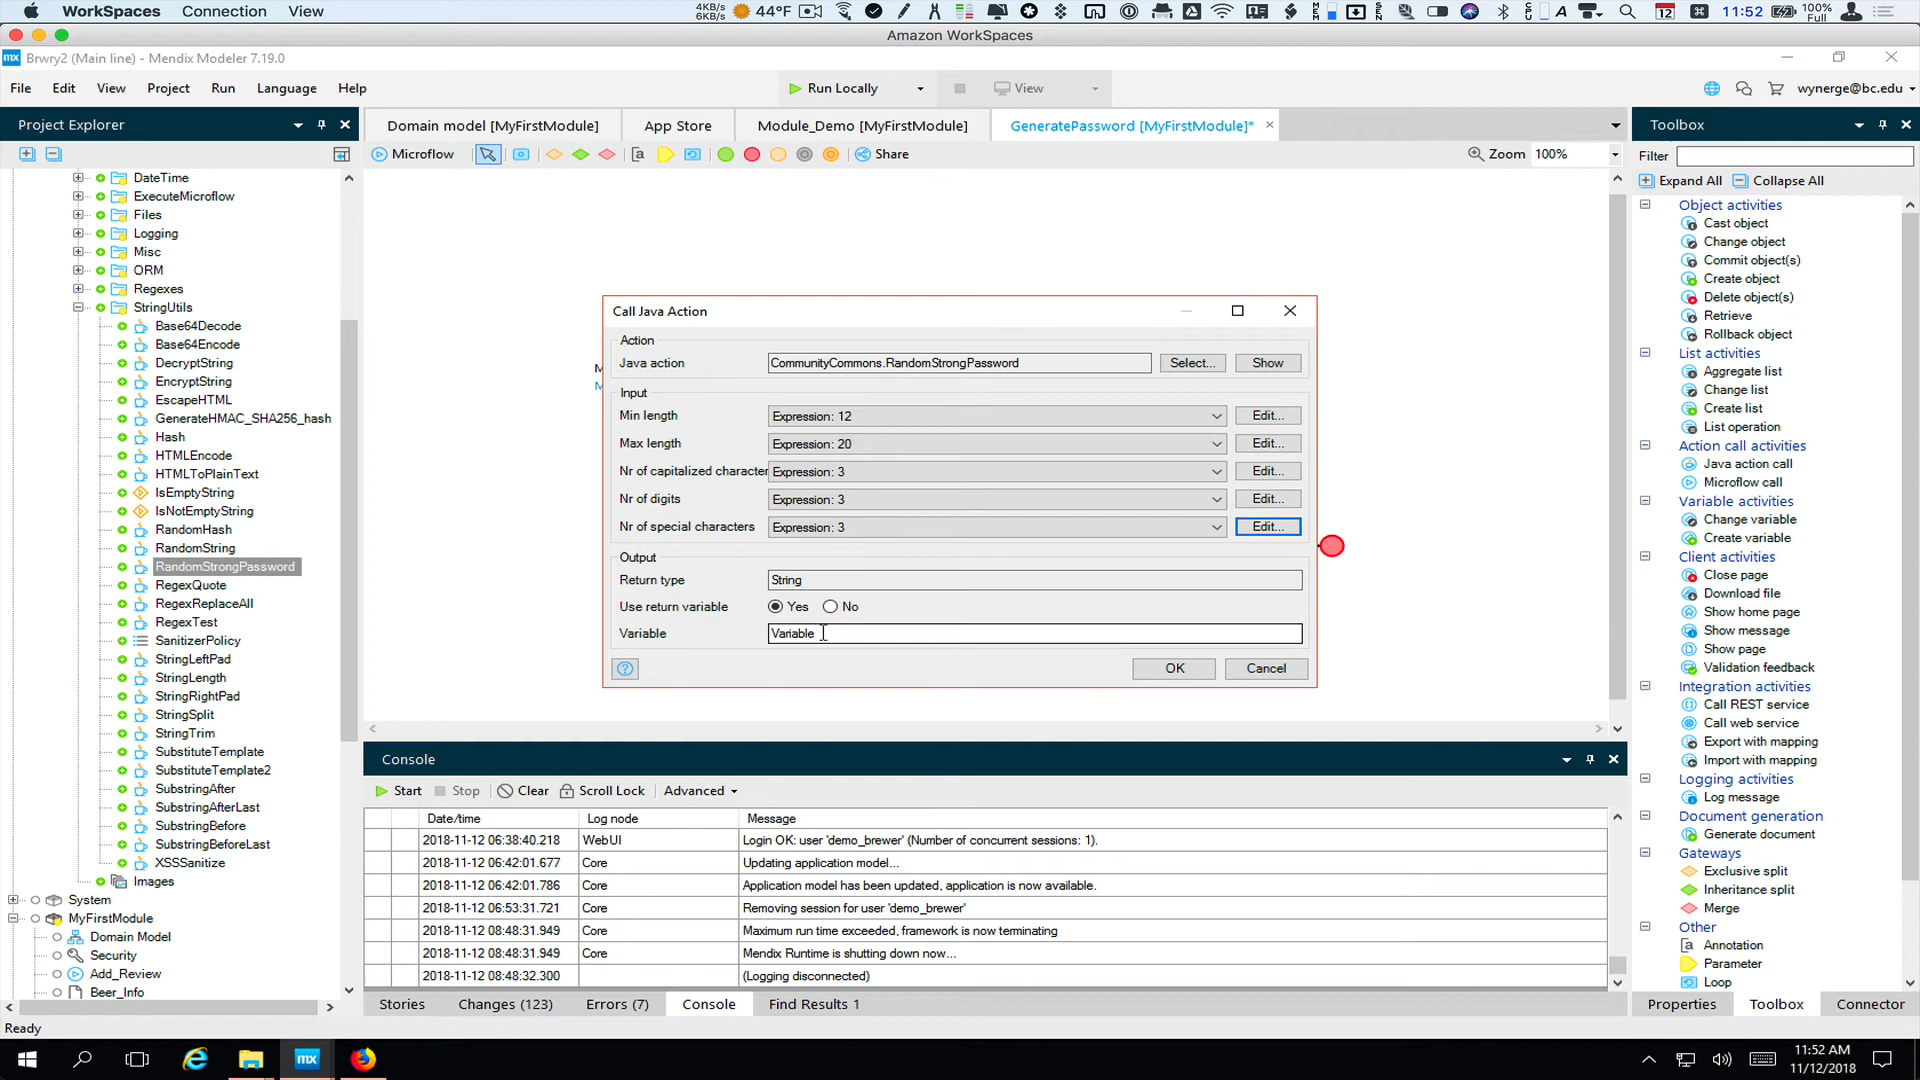 WorkSpaces Connection View
4KB/s
6KB/s
44°F
12
11:52
100%
Full
Amazon WorkSpaces
mx Brwry2 (Main line) - Mendix Modeler 7.19.0
File Edit View Project Run Language Help
Run Locally
View
wynerge@bc.edu
Project Explorer
Domain model [MyFirstModule]
App Store
Module_Demo [MyFirstModule]
GeneratePassword [MyFirstModule]*
Toolbox
Microflow
Share
Zoom 100%
Filter
Expand All Collapse All
DateTime
ExecuteMicroflow
Files
Logging
Misc
ORM
Regexes
StringUtils
Base64Decode
Base64Encode
DecryptString
EncryptString
EscapeHTML
GenerateHMAC_SHA256_hash
Hash
HTMLEncode
HTMLToPlainText
IsEmptyString
IsNotEmptyString
RandomHash
RandomString
RandomStrongPassword
RegexQuote
RegexReplaceAll
RegexTest
SanitizerPolicy
StringLeftPad
StringLength
StringRightPad
StringSplit
StringTrim
SubstituteTemplate
SubstituteTemplate2
SubstringAfter
SubstringAfterLast
SubstringBefore
SubstringBeforeLast
XSSSanitize
Images
System
MyFirstModule
Domain Model
Security
Add_Review
Beer_Info
Call Java Action
Action
Java action CommunityCommons.RandomStrongPassword Select... Show
Input
Min length Expression: 12 Edit...
Max length Expression: 20 Edit...
Nr of capitalized character Expression: 3 Edit...
Nr of digits Expression: 3 Edit...
Nr of special characters Expression: 3 Edit...
Output
Return type String
Use return variable Yes No
Variable Variable
OK Cancel
Console
Start Stop Clear Scroll Lock Advanced
Date/time Log node Message
2018-11-12 06:38:40.218 WebUI Login OK: user 'demo_brewer' (Number of concurrent sessions: 1).
2018-11-12 06:42:01.677 Core Updating application model...
2018-11-12 06:42:01.786 Core Application model has been updated, application is now available.
2018-11-12 06:53:31.721 Core Removing session for user 'demo_brewer'
2018-11-12 08:48:31.949 Core Maximum run time exceeded, framework is now terminating
2018-11-12 08:48:31.949 Core Mendix Runtime is shutting down now...
2018-11-12 08:48:32.300 (Logging disconnected)
Stories Changes (123) Errors (7) Console Find Results 1
Object activities
Cast object
Change object
Commit object(s)
Create object
Delete object(s)
Retrieve
Rollback object
List activities
Aggregate list
Change list
Create list
List operation
Action call activities
Java action call
Microflow call
Variable activities
Change variable
Create variable
Client activities
Close page
Download file
Show home page
Show message
Show page
Validation feedback
Integration activities
Call REST service
Call web service
Export with mapping
Import with mapping
Logging activities
Log message
Document generation
Generate document
Gateways
Exclusive split
Inheritance split
Merge
Other
Annotation
Parameter
Loop
Properties Toolbox Connector
Ready
mx
11:52 AM
11/12/2018